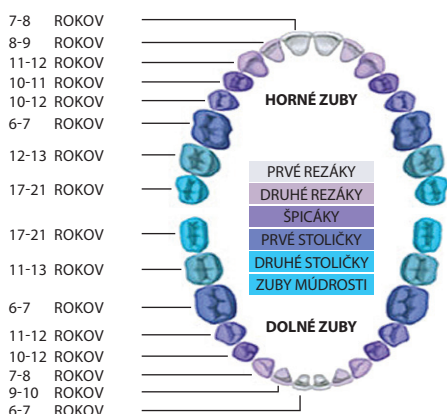 7-8 ROKOV
8-9 ROKOV
11-12 ROKOV
10-11 ROKOV
10-12 ROKOV
6-7 ROKOV
12-13 ROKOV
17-21 ROKOV
HORNÉ ZUBY
PRVÉ REZÁKY
DRUHÉ REZÁKY
ŠPICÁKY
PRVÉ STOLIČKY
DRUHÉ STOLIČKY
ZUBY MÚDROSTI
17-21 ROKOV
11-13 ROKOV
6-7 ROKOV
11-12 ROKOV
10-12 ROKOV
7-8 ROKOV
9-10 ROKOV
6-7 ROKOV
DOLNÉ ZUBY